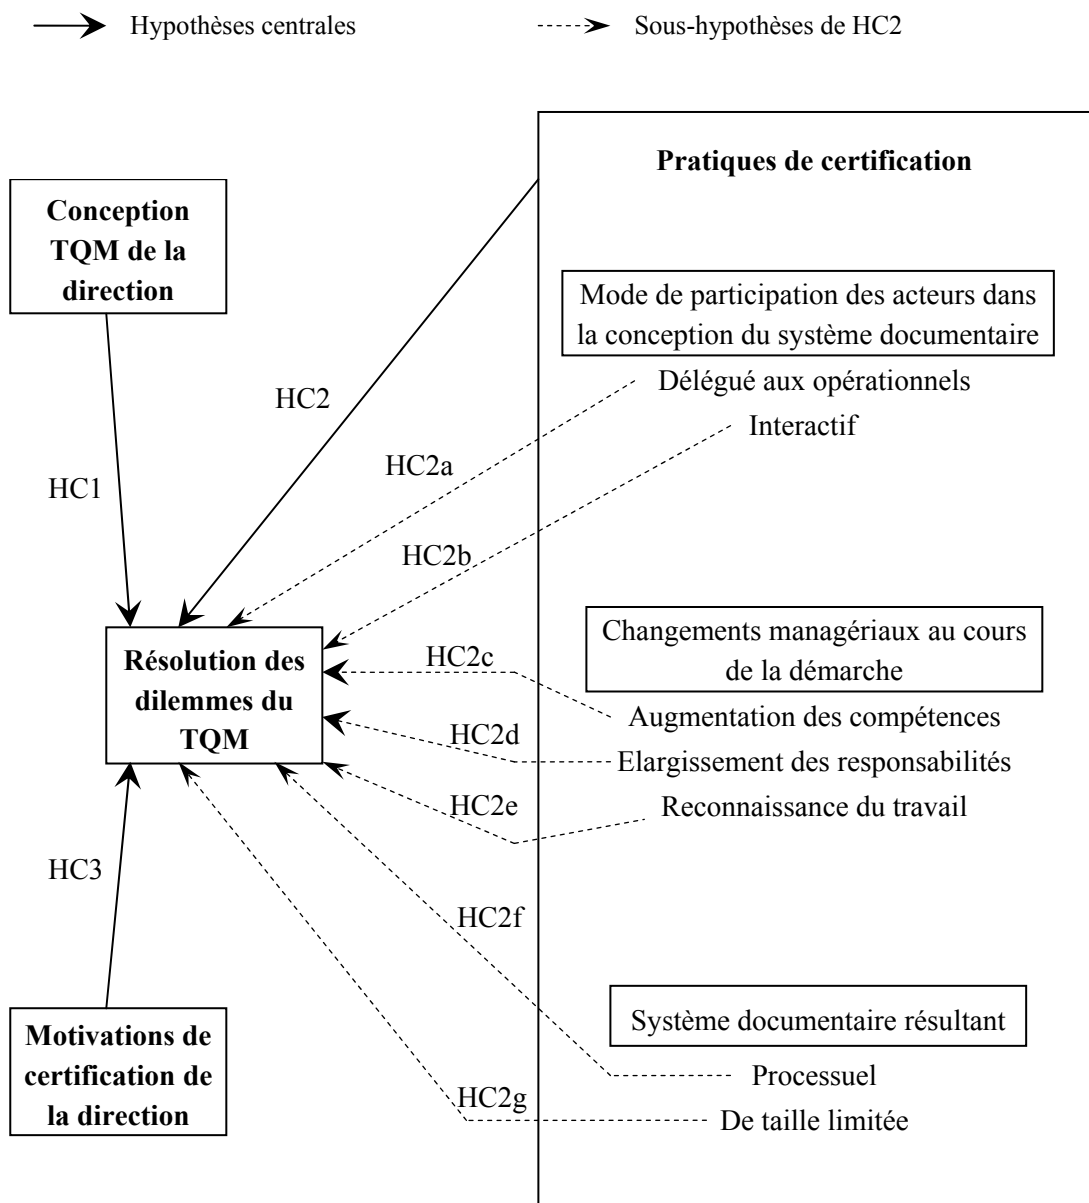 Hypothèses centrales
Sous-hypothèses de HC2
Pratiques de certification
Conception
TQM de la
direction
Mode de participation des acteurs dans
la conception du système documentaire
Délégué aux opérationnels
HC2
Interactif
HC2a
HC1
HC2b
Changements managériaux au cours
de la démarche
Résolution des
dilemmes du
TQM
HC2c
Augmentation des compétences
HC2d
Elargissement des responsabilités
HC2e
Reconnaissance du travail
HC3
HC2f
Système documentaire résultant
Motivations de
certification de
la direction
Processuel
HC2g
De taille limitée